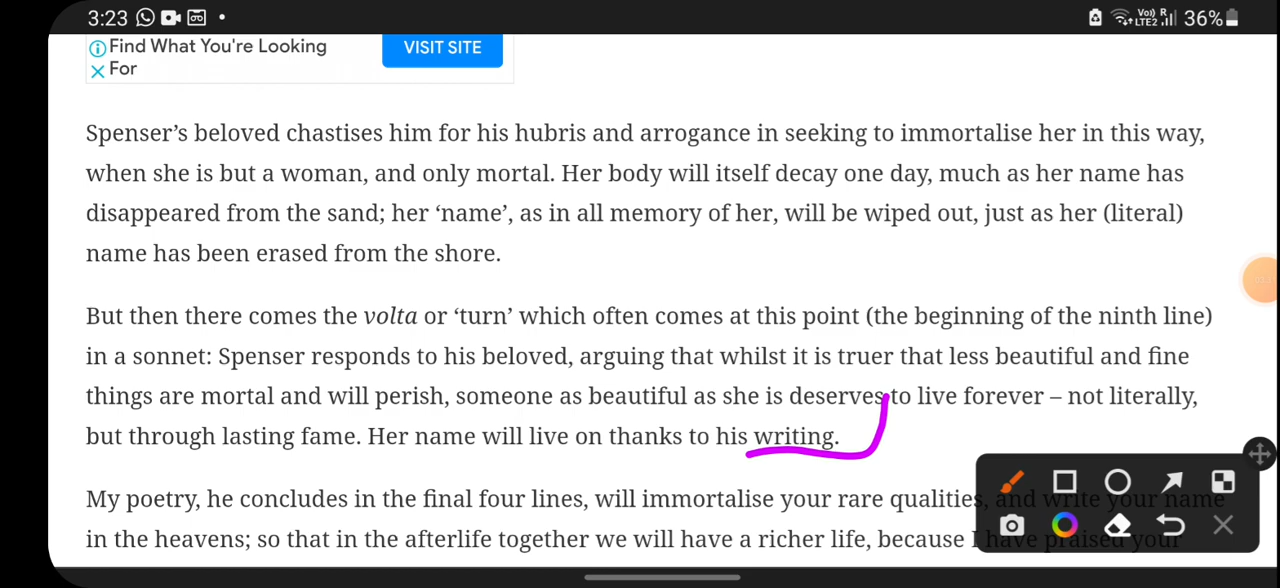 3:23 Vo) R LTE2 36%
Find What You're Looking
For
VISIT SITE
Spenser’s beloved chastises him for his hubris and arrogance in seeking to immortalise her in this way,
when she is but a woman, and only mortal. Her body will itself decay one day, much as her name has
disappeared from the sand; her ‘name’, as in all memory of her, will be wiped out, just as her (literal)
name has been erased from the shore.
But then there comes the volta or ‘turn’ which often comes at this point (the beginning of the ninth line)
in a sonnet: Spenser responds to his beloved, arguing that whilst it is truer that less beautiful and fine
things are mortal and will perish, someone as beautiful as she is deserves to live forever – not literally,
but through lasting fame. Her name will live on thanks to his writing.
My poetry, he concludes in the final four lines, will immortalise your rare qualities, and write your name
in the heavens; so that in the afterlife together we will have a richer life, because I have praised your